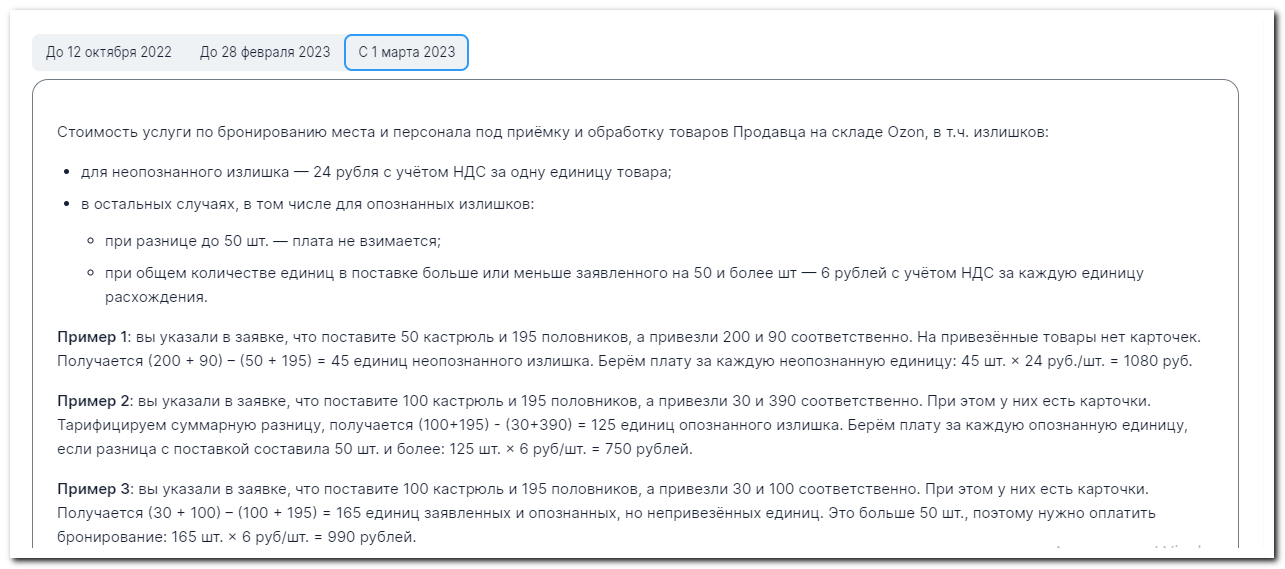 До 12 октября 2022 До 28 февраля 2023 С 1 марта 2023
Стоимость услуги по бронированию места и персонала под приёмку и обработку товаров Продавца на складе Ozon, в т.ч. излишков:
• для неопознанного излишка — 24 рубля с учётом НДС за одну единицу товара;
• в остальных случаях, в том числе для опознанных излишков:
◦ при разнице до 50 шт. — плата не взимается;
◦ при общем количестве единиц в поставке больше или меньше заявленного на 50 и более шт — 6 рублей с учётом НДС за каждую единицу
расхождения.
Пример 1: вы указали в заявке, что поставите 50 кастрюль и 195 половников, а привезли 200 и 90 соответственно. На привезённые товары нет карточек.
Получается (200 + 90) – (50 + 195) = 45 единиц неопознанного излишка. Берём плату за каждую неопознанную единицу: 45 шт. × 24 руб./шт. = 1080 руб.
Пример 2: вы указали в заявке, что поставите 100 кастрюль и 195 половников, а привезли 30 и 390 соответственно. При этом у них есть карточки.
Тарифицируем суммарную разницу, получается (100+195) - (30+390) = 125 единиц опознанного излишка. Берём плату за каждую опознанную единицу,
если разница с поставкой составила 50 шт. и более: 125 шт. × 6 руб/шт. = 750 рублей.
Пример 3: вы указали в заявке, что поставите 100 кастрюль и 195 половников, а привезли 30 и 100 соответственно. При этом у них есть карточки.
Получается (30 + 100) – (100 + 195) = 165 единиц заявленных и опознанных, но непривезённых единиц. Это больше 50 шт., поэтому нужно оплатить
бронирование: 165 шт. × 6 руб/шт. = 990 рублей.